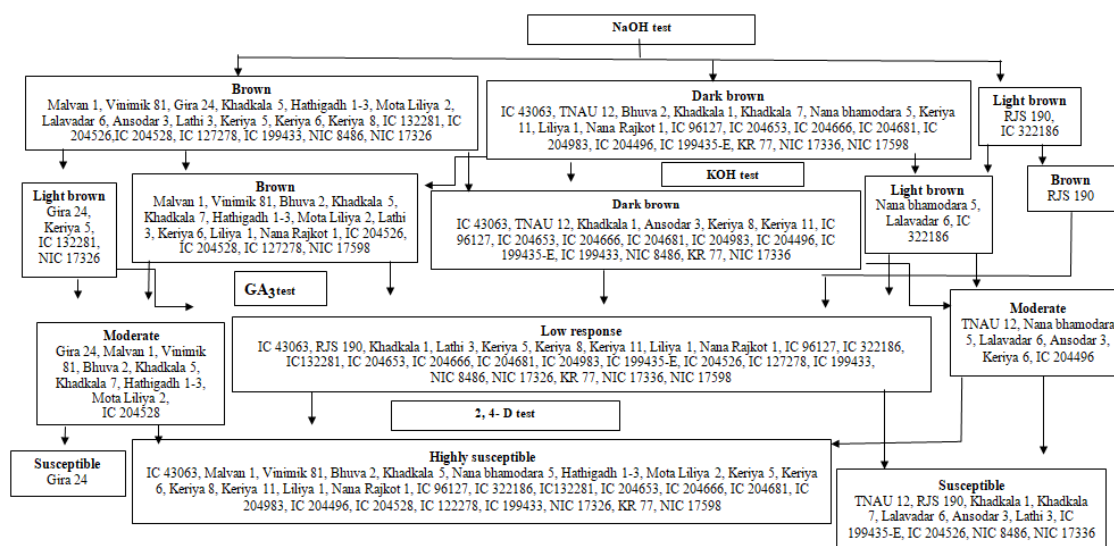 NaOH test
Brown
Malvan 1, Vinimik 81, Gira 24, Khadkala 5, Hathigadh 1-3, Mota Liliya 2,
Lalavadar 6, Ansodar 3, Lathi 3, Keriya 5, Keriya 6, Keriya 8, IC 132281, IC
204526,IC 204528, IC 127278, IC 199433, NIC 8486, NIC 17326
Dark brown
IC 43063, TNAU 12, Bhuva 2, Khadkala 1, Khadkala 7, Nana bhamodara 5, Keriya
11, Liliya 1, Nana Rajkot 1, IC 96127, IC 204653, IC 204666, IC 204681, IC
204983, IC 204496, IC 199435-E, KR 77, NIC 17336, NIC 17598
Light brown
RJS 190,
IC 322186
KOH test
Light brown
Gira 24,
Keriya 5,
IC 132281,
NIC 17326
Brown
Malvan 1, Vinimik 81, Bhuva 2, Khadkala 5,
Khadkala 7, Hathigadh 1-3, Mota Liliya 2, Lathi
3, Keriya 6, Liliya 1, Nana Rajkot 1, IC 204526,
IC 204528, IC 127278, NIC 17598
Dark brown
IC 43063, TNAU 12, Khadkala 1, Ansodar 3, Keriya 8, Keriya 11, IC
96127, IC 204653, IC 204666, IC 204681, IC 204983, IC 204496, IC
199435-E, IC 199433, NIC 8486, KR 77, NIC 17336
Light brown
Nana bhamodara 5,
Lalavadar 6, IC
322186
Brown
RJS 190
GA3 test
Moderate
Gira 24, Malvan 1, Vinimik
81, Bhuva 2, Khadkala 5,
Khadkala 7, Hathigadh 1-3,
Mota Liliya 2,
IC 204528
Low response
IC 43063, RJS 190, Khadkala 1, Lathi 3, Keriya 5, Keriya 8, Keriya 11, Liliya 1, Nana Rajkot 1, IC 96127, IC 322186,
IC132281, IC 204653, IC 204666, IC 204681, IC 204983, IC 199435-E, IC 204526, IC 127278, IC 199433,
NIC 8486, NIC 17326, KR 77, NIC 17336, NIC 17598
Moderate
TNAU 12, Nana bhamodara
5, Lalavadar 6, Ansodar 3,
Keriya 6, IC 204496
2, 4- D test
Susceptible
Gira 24
Highly susceptible
IC 43063, Malvan 1, Vinimik 81, Bhuva 2, Khadkala 5, Nana bhamodara 5, Hathigadh 1-3, Mota Liliya 2, Keriya 5, Keriya
6, Keriya 8, Keriya 11, Liliya 1, Nana Rajkot 1, IC 96127, IC 322186, IC132281, IC 204653, IC 204666, IC 204681, IC
204983, IC 204496, IC 204528, IC 122278, IC 199433, NIC 17326, KR 77, NIC 17598
Susceptible
TNAU 12, RJS 190, Khadkala 1, Khadkala
7, Lalavadar 6, Ansodar 3, Lathi 3, IC
199435-E, IC 204526, NIC 8486, NIC 17336